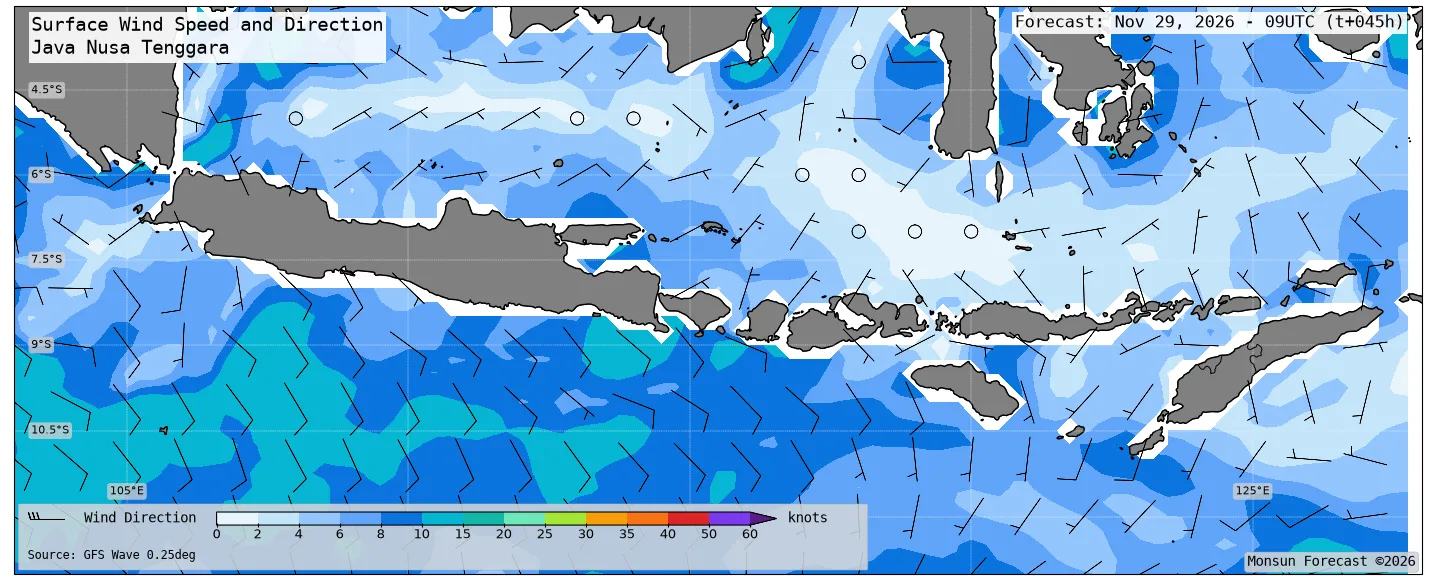 Surface Wind Speed and Direction
Java Nusa Tenggara
Forecast: Nov 29, 2026 - 09UTC (t+045h)
4.5°S
6°S
7.5°S
9°S
10.5°S
105°E
125°E
Wind Direction
0 2 4 6 8 10 15 20 25 30 35 40 50 60
knots
Source: GFS Wave 0.25deg
Monsun Forecast ©2026